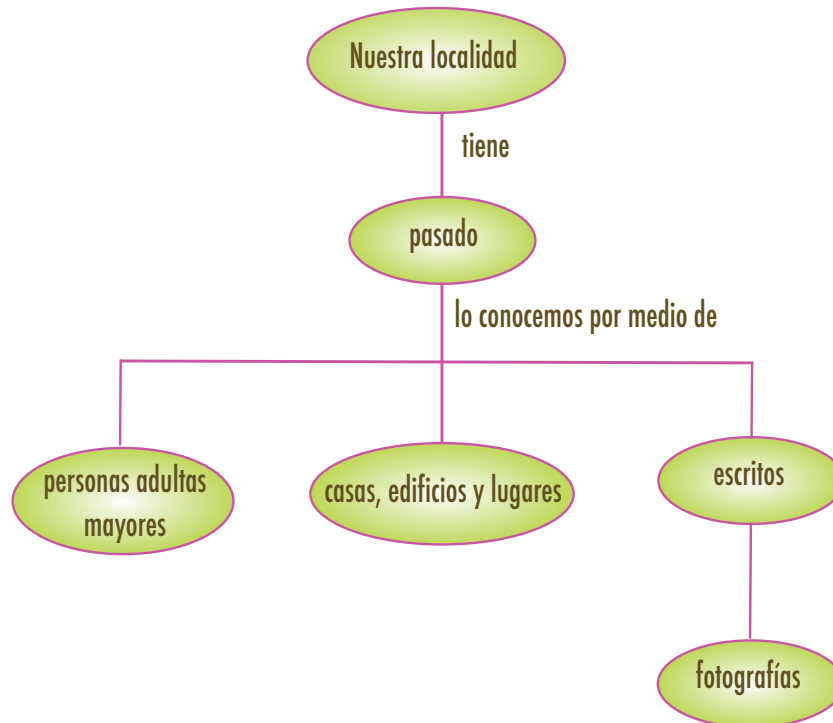 Nuestra localidad
tiene
pasado
lo conocemos por medio de
personas adultas
mayores
casas, edificios y lugares
escritos
fotografías